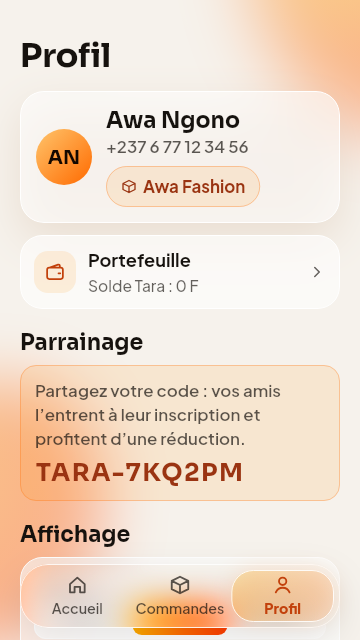 Profil
AN
Awa Ngono
+237 6 77 12 34 56
Awa Fashion
Portefeuille
Solde Tara : 0 F
Parrainage
Partagez votre code : vos amis
l’entrent à leur inscription et
profitent d’une réduction.
TARA-7KQ2PM
Affichage
Accueil
Commandes
Profil